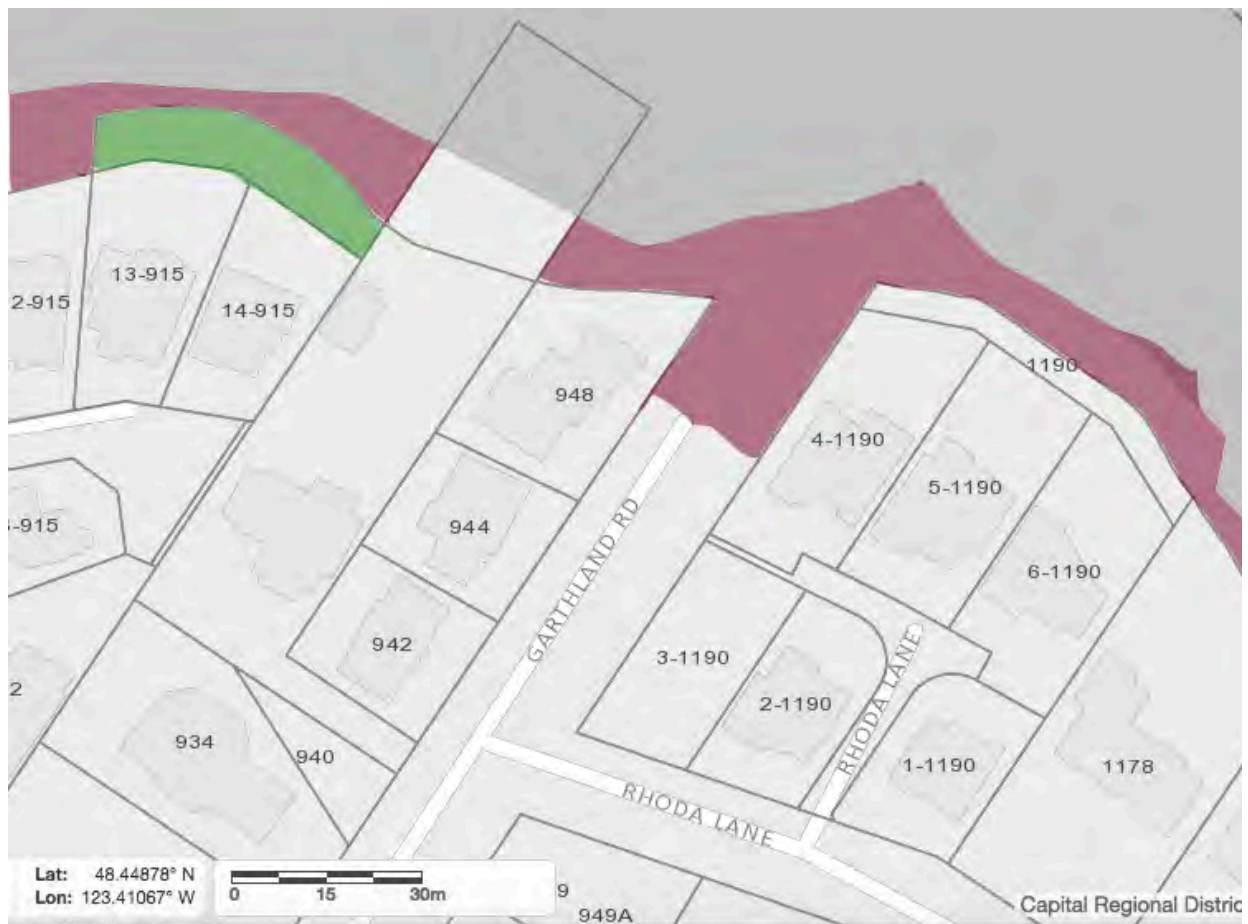 13-915
2-915
14-915
1190
948
4-1190
5-1190
-915
944
6-1190
GARTHLAND RD
942
3-1190
RHODA LANE
2-1190
2
934
940
1-1190
1178
RHODA LANE
Lat: 48.44878° N
Lon: 123.41067° W
0 15 30m
9
949A
Capital Regional Distric